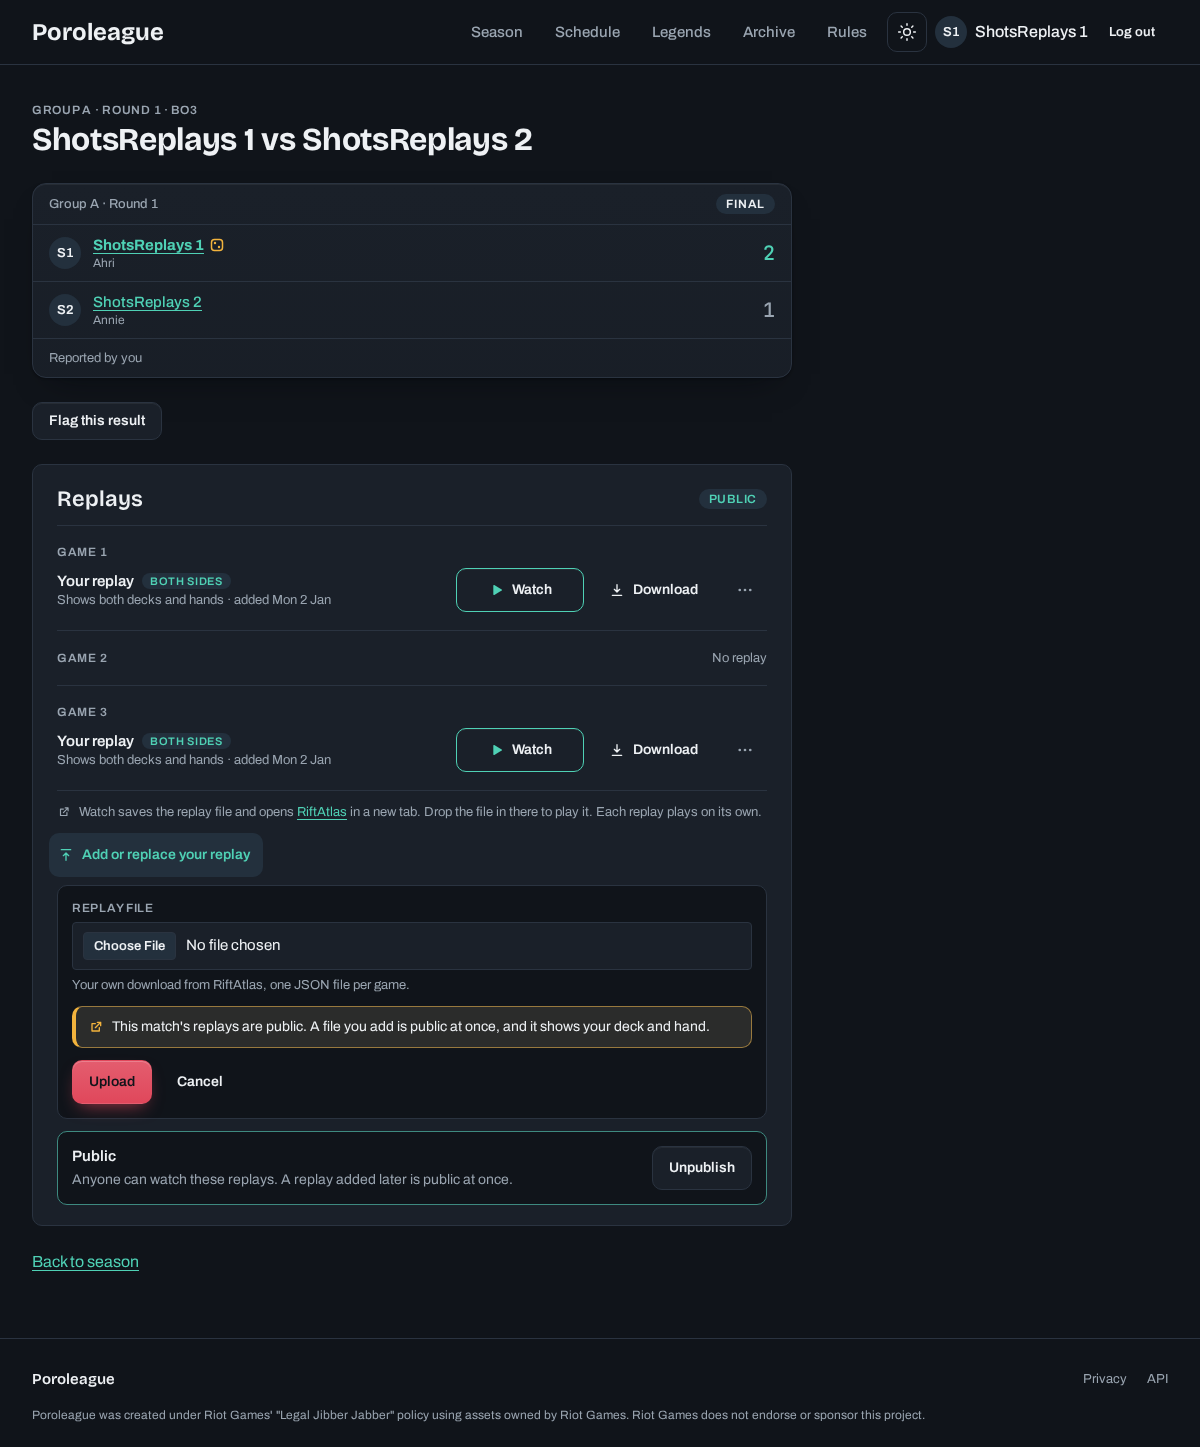 Poroleague
Season
Schedule
Legends
Archive
Rules
S1
ShotsReplays 1
Log out
GROUP A · ROUND 1 · BO3
ShotsReplays 1 vs ShotsReplays 2
Group A · Round 1
FINAL
S1
ShotsReplays 1
2
Ahri
S2
ShotsReplays 2
1
Annie
Reported by you
Flag this result
Replays
PUBLIC
GAME 1
Your replay BOTH SIDES
Shows both decks and hands · added Mon 2 Jan
Watch
Download
GAME 2
No replay
GAME 3
Your replay BOTH SIDES
Shows both decks and hands · added Mon 2 Jan
Watch
Download
Watch saves the replay file and opens RiftAtlas in a new tab. Drop the file in there to play it. Each replay plays on its own.
Add or replace your replay
REPLAY FILE
Choose File No file chosen
Your own download from RiftAtlas, one JSON file per game.
This match's replays are public. A file you add is public at once, and it shows your deck and hand.
Upload
Cancel
Public
Anyone can watch these replays. A replay added later is public at once.
Unpublish
Back to season
Poroleague
Privacy
API
Poroleague was created under Riot Games' "Legal Jibber Jabber" policy using assets owned by Riot Games. Riot Games does not endorse or sponsor this project.